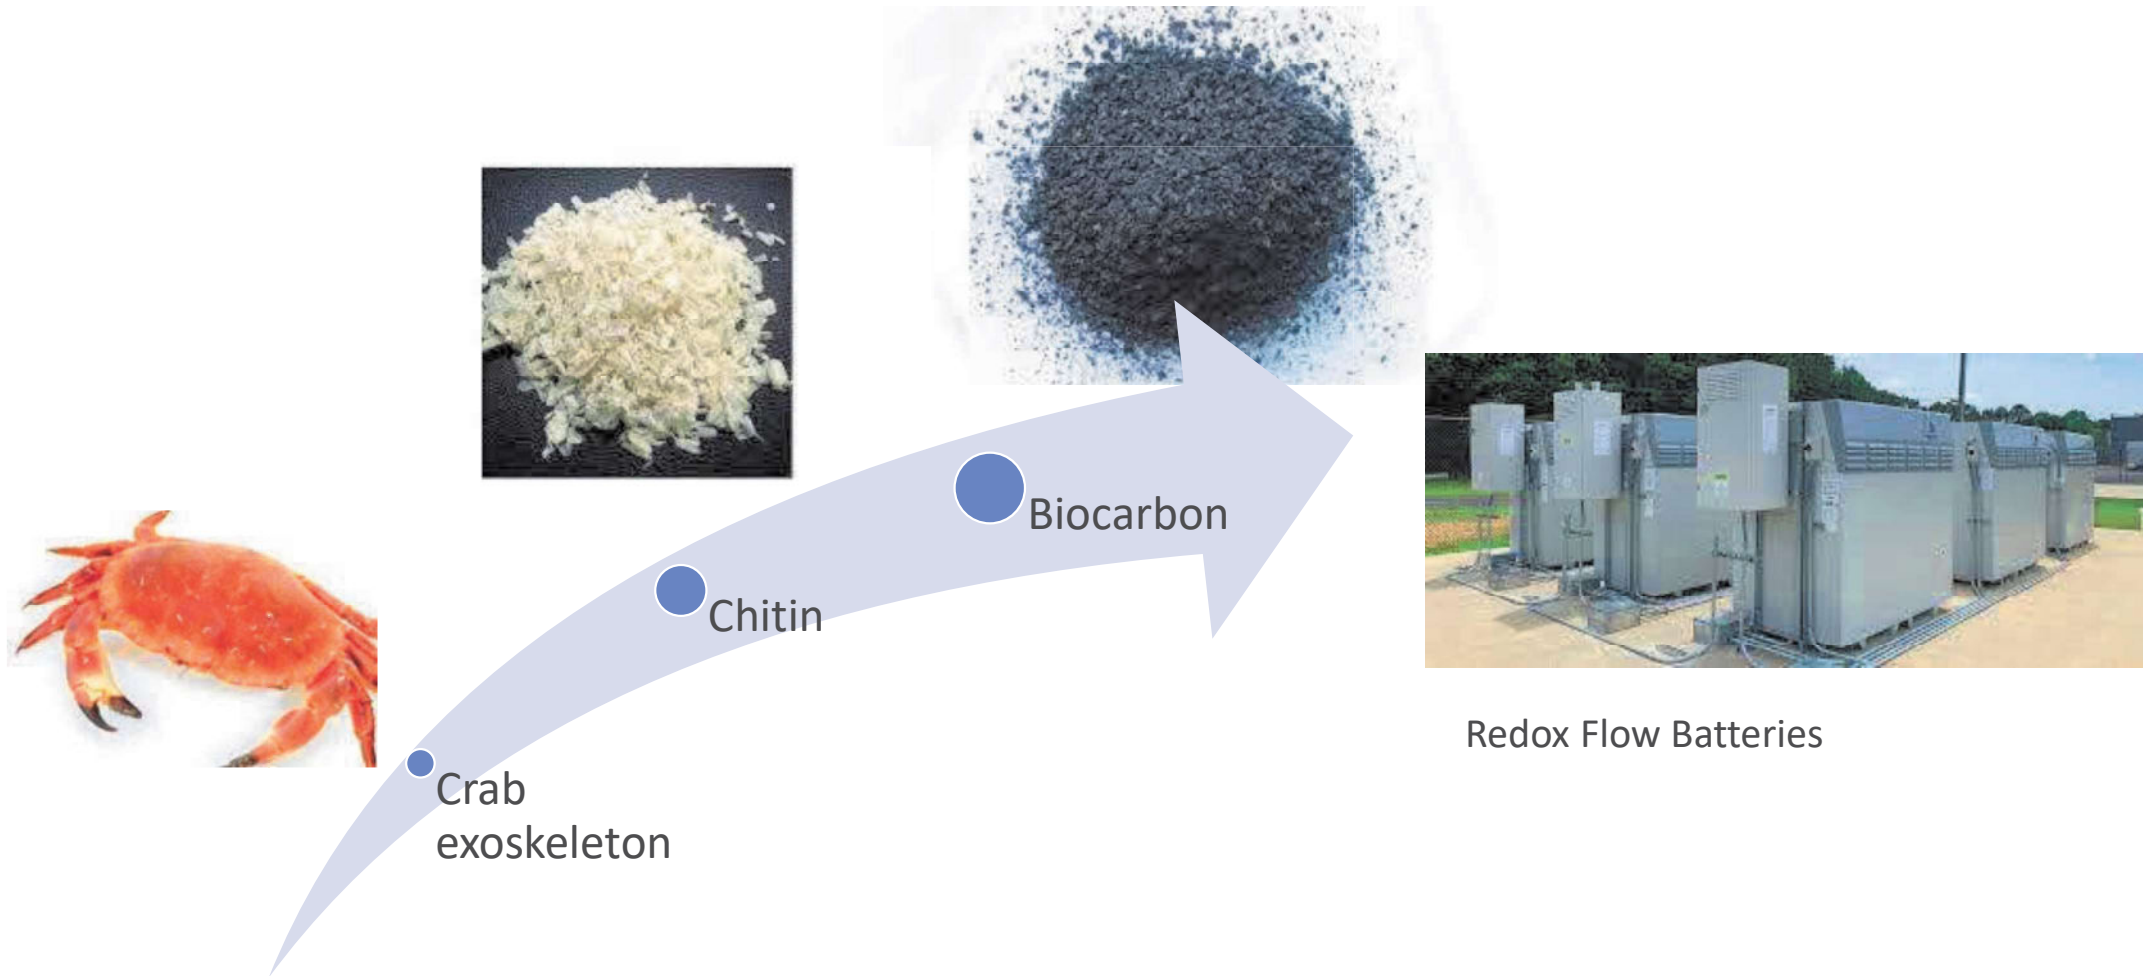 Biocarbon
Chitin
Redox Flow Batteries
Crab
exoskeleton